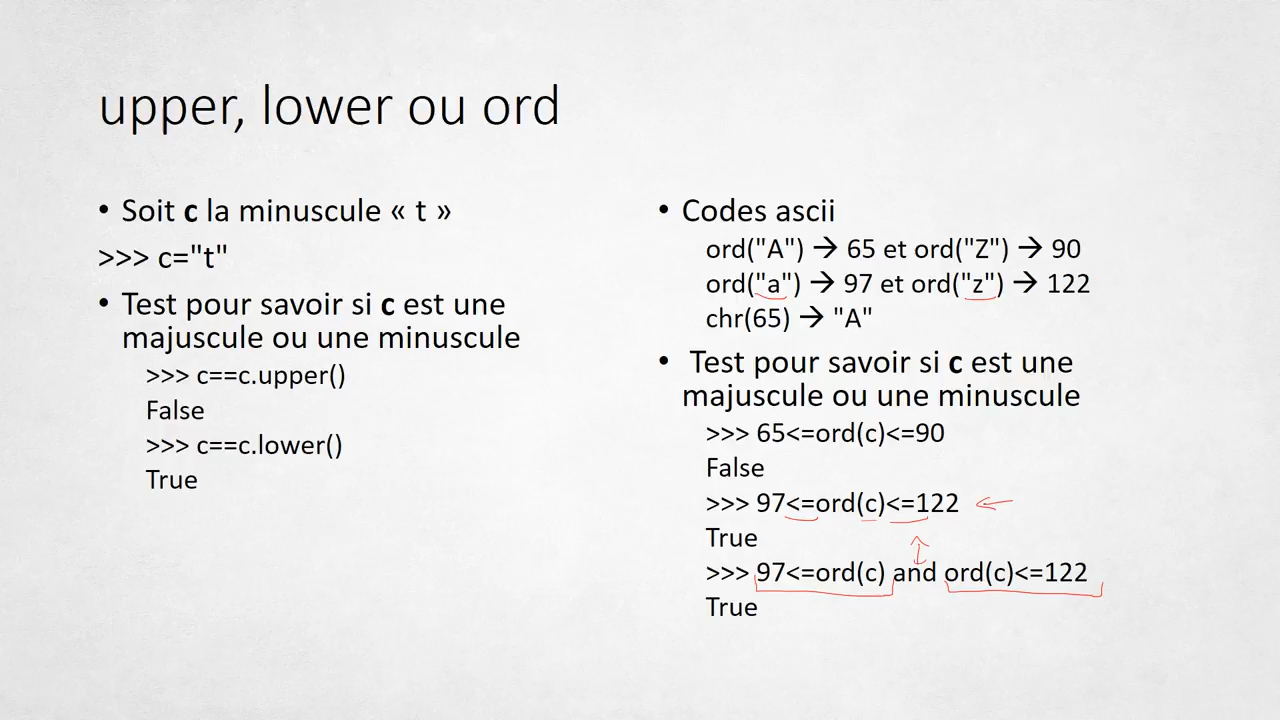 upper, lower ou ord
• Soit c la minuscule « t »
>>> c="t"
• Test pour savoir si c est une
majuscule ou une minuscule
>>> c==c.upper()
False
>>> c==c.lower()
True
• Codes ascii
ord("A") → 65 et ord("Z") → 90
ord("a") → 97 et ord("z") → 122
chr(65) → "A"
• Test pour savoir si c est une
majuscule ou une minuscule
>>> 65<=ord(c)<=90
False
>>> 97<=ord(c)<=122
True
>>> 97<=ord(c) and ord(c)<=122
True